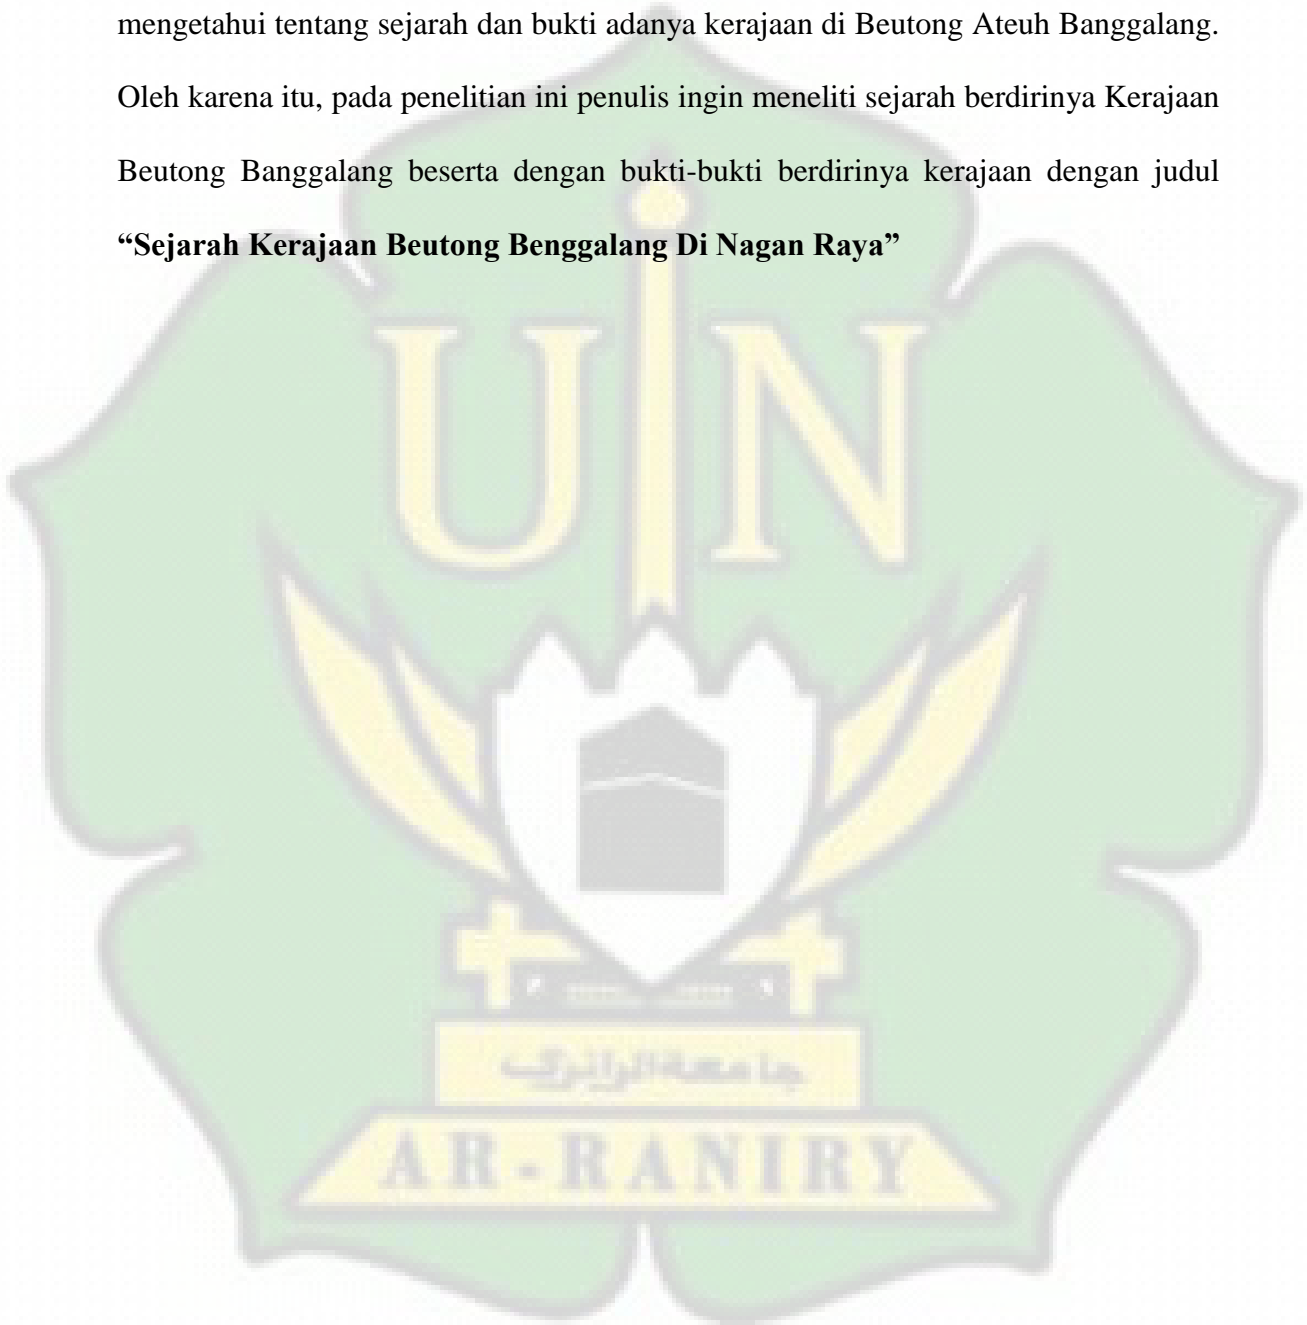 mengetahui tentang sejarah dan bukti adanya kerajaan di Beutong Ateuh Banggalang.
Oleh karena itu, pada penelitian ini penulis ingin meneliti sejarah berdirinya Kerajaan
Beutong Banggalang beserta dengan bukti-bukti berdirinya kerajaan dengan judul
“Sejarah Kerajaan Beutong Benggalang Di Nagan Raya”
UIN
جامعة الرانري
AR-RANIRY